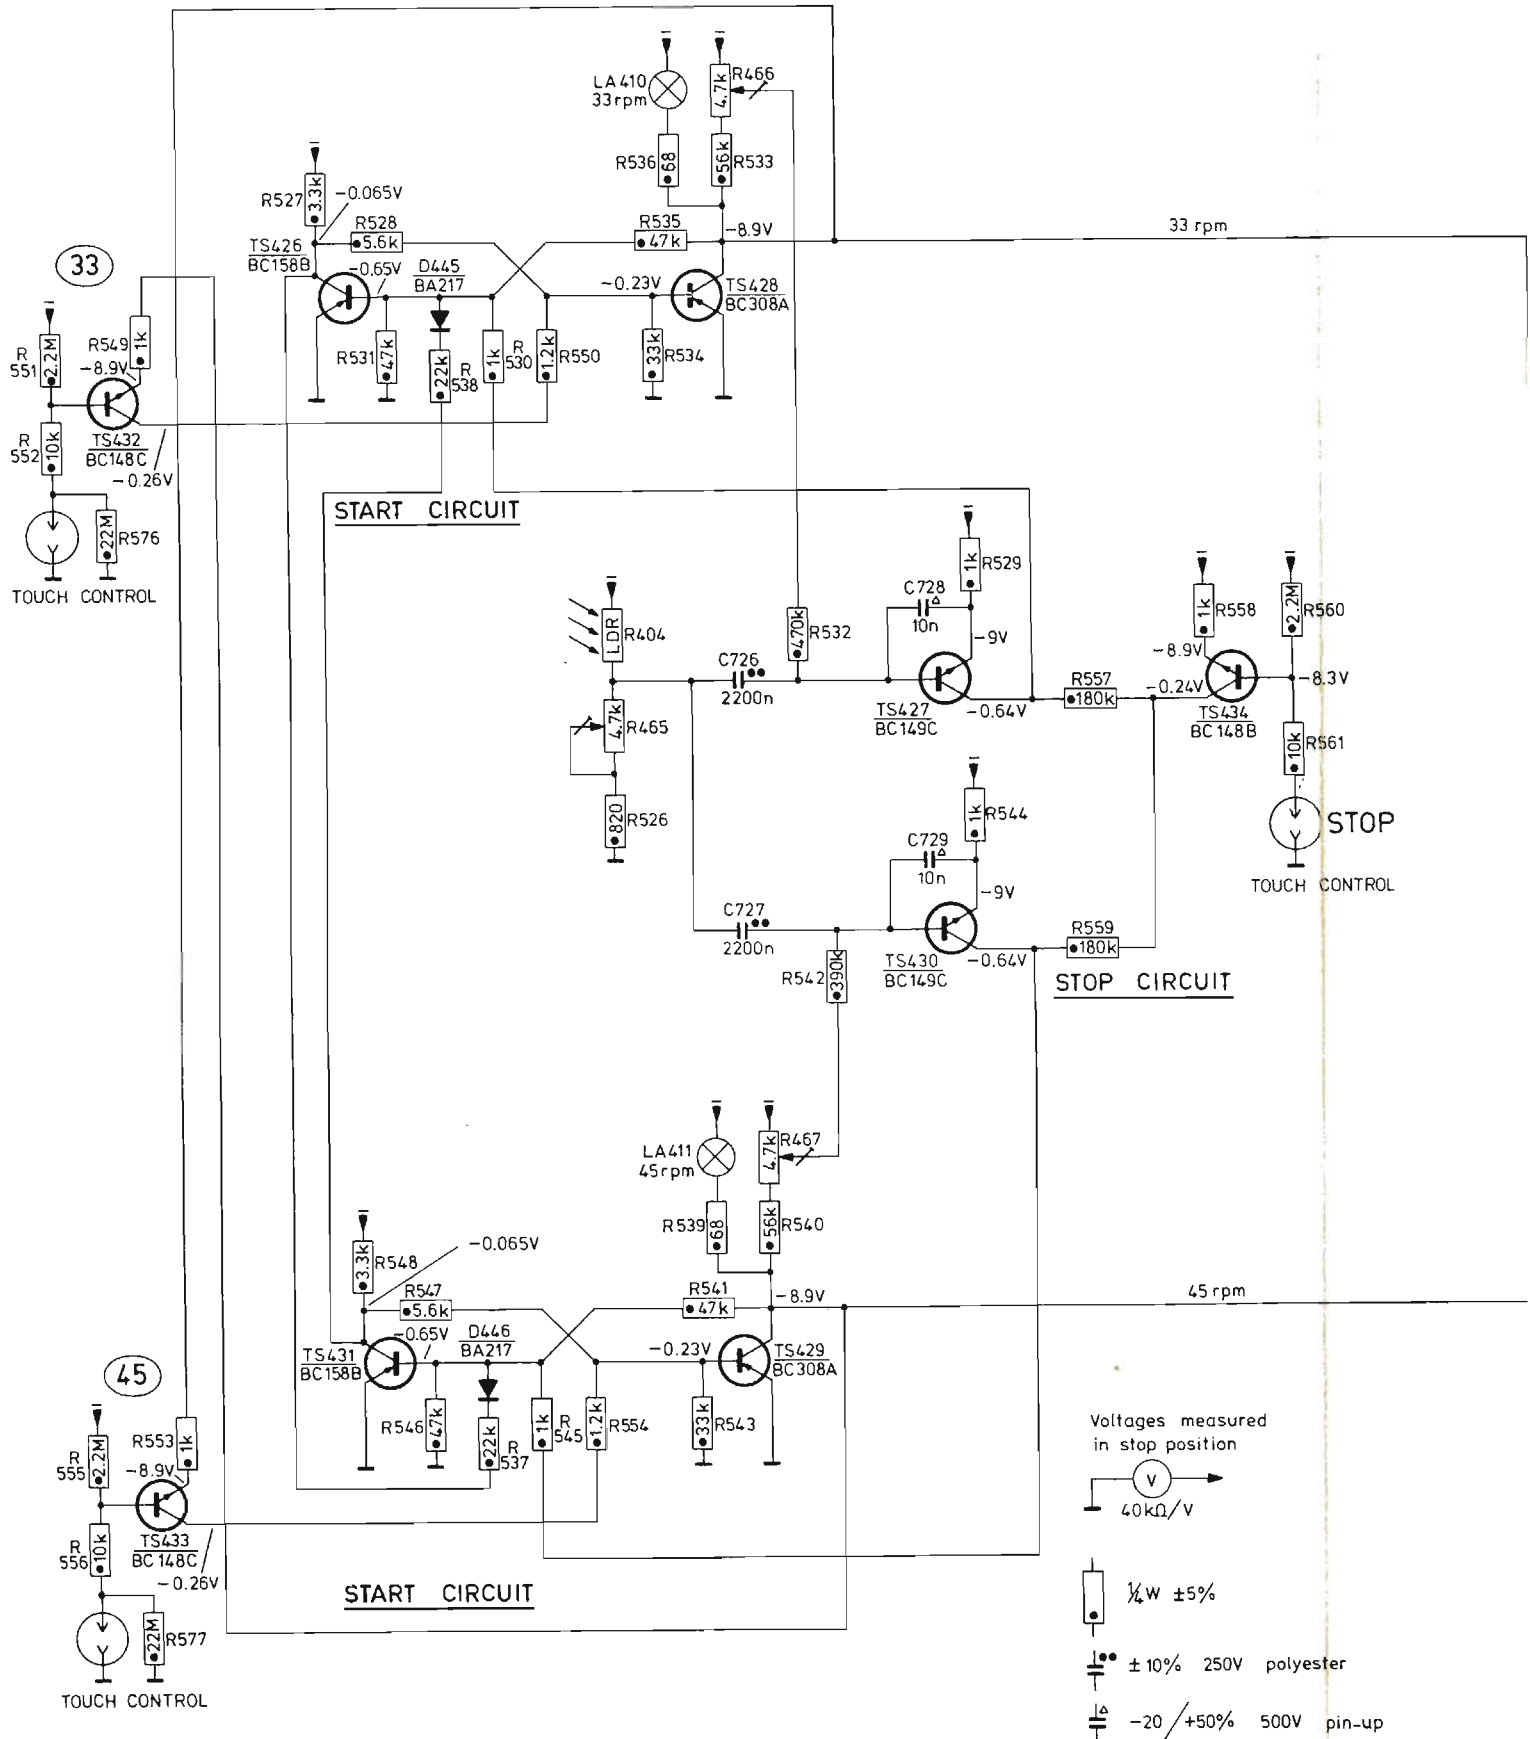 LA410
33rpm
4.7k
R466
R536
68
56k
R533
R527
3.3k
-0.065V
R528
5.6k
R535
47k
-8.9V
33 rpm
TS426
BC158B
33
-0.65V
D445
BA217
-0.23V
TS428
BC308A
R549
1k
R
551
2.2M
-8.9V
R531
47k
22k
R
538
1k
R
530
1.2k
R550
33k
R534
R
552
10k
TS432
BC148C
-0.26V
START CIRCUIT
22M
R576
TOUCH CONTROL
1k
R529
C728
10n
LDR
R404
470k
R532
-9V
1k
R558
2.2M
R560
C726
2200n
-8.9V
R557
180k
-0.24V
-8.3V
4.7k
R465
TS427
BC149C
-0.64V
TS434
BC148B
10k
R561
820
R526
1k
R544
C729
10n
STOP
TOUCH CONTROL
-9V
C727
2200n
R559
180k
R542
390k
TS430
BC149C
-0.64V
STOP CIRCUIT
LA411
45rpm
4.7k
R467
R539
68
56k
R540
3.3k
R548
-0.065V
R547
5.6k
R541
47k
-8.9V
45 rpm
-0.65V
D446
BA217
-0.23V
TS431
BC158B
TS429
BC308A
45
R553
1k
R546
47k
22k
R
537
1k
R
545
1.2k
R554
33k
R543
R
555
2.2M
-8.9V
Voltages measured
in stop position
V
40kΩ/V
R
556
10k
TS433
BC148C
-0.26V
START CIRCUIT
22M
R577
TOUCH CONTROL
¼W ±5%
±10% 250V polyester
-20/+50% 500V pin-up